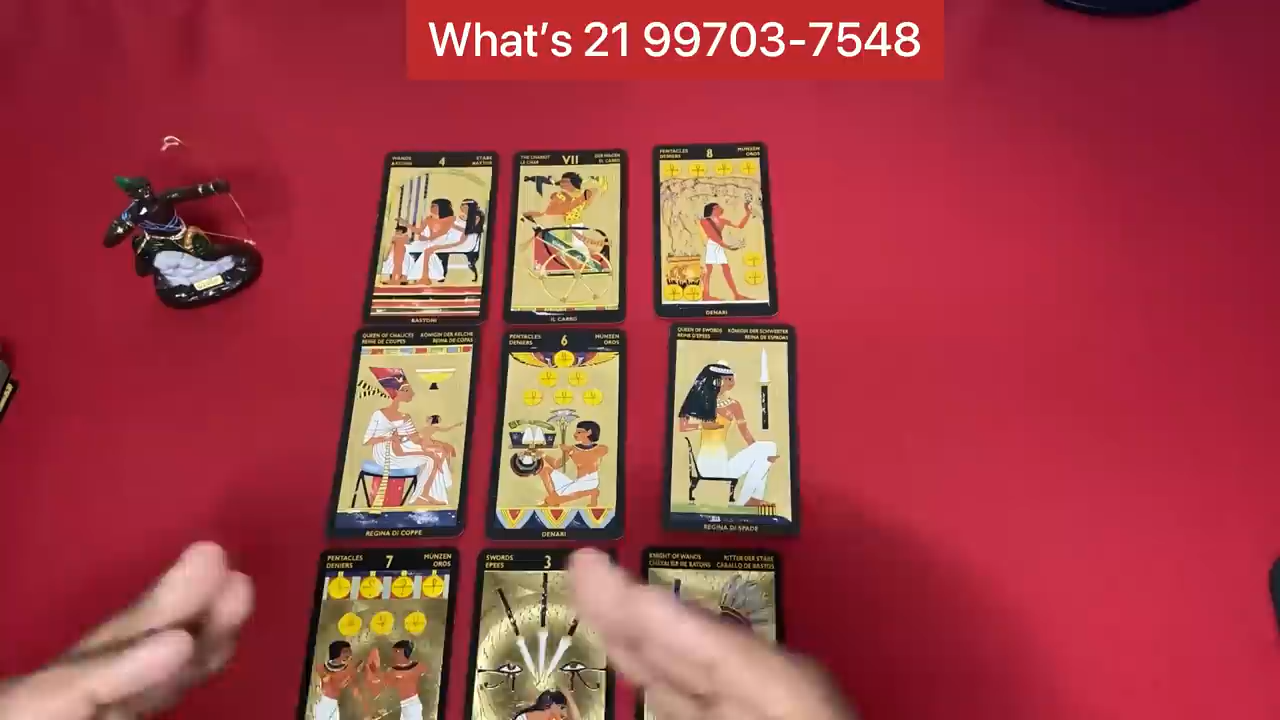 What's 21 99703-7548
WANDS
BASTONI
4
STÄBE
BASTOS
THE CHARIOT
LE CHAR
VII
DER WAGEN
EL CARRO
PENTACLES
DENIERS
8
MÜNZEN
OROS
BASTONI
IL CARRO
DENARI
QUEEN OF CHALICES
REINE DE COUPES
KÖNIGIN DER KELCHE
REINA DE COPAS
PENTACLES
DENIERS
6
MÜNZEN
OROS
QUEEN OF SWORDS
REINE D'EPEES
KÖNIGIN DER SCHWERTER
REINA DE ESPADAS
REGINA DI COPPE
DENARI
REGINA DI SPADE
PENTACLES
DENIERS
7
MÜNZEN
OROS
SWORDS
EPEES
3
KNIGHT OF WANDS
CHEVALIER DE BATONS
RITTER DER STÄBE
CABALLO DE BASTOS